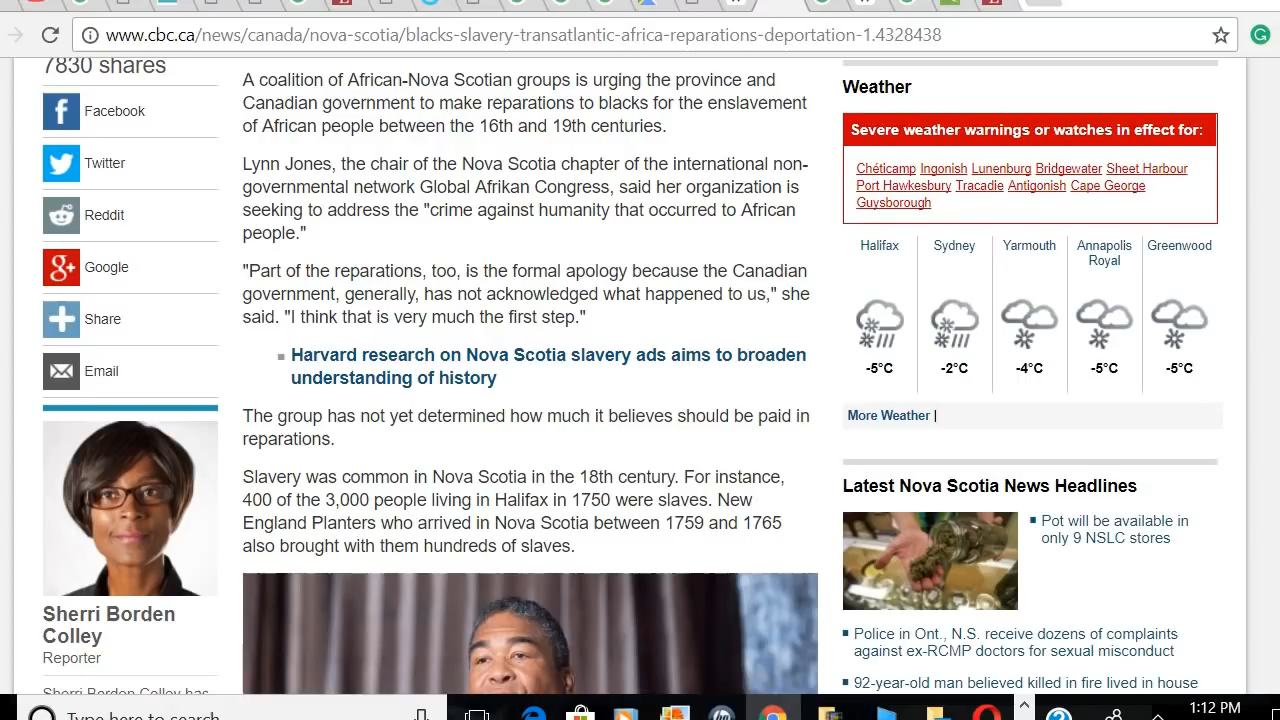 www.cbc.ca/news/canada/nova-scotia/blacks-slavery-transatlantic-africa-reparations-deportation-1.4328438
7830 shares
Facebook
Twitter
Reddit
Google
Share
Email
Sherri Borden
Colley
Reporter
Sherri Borden Colley has
A coalition of African-Nova Scotian groups is urging the province and
Canadian government to make reparations to blacks for the enslavement
of African people between the 16th and 19th centuries.
Lynn Jones, the chair of the Nova Scotia chapter of the international non-
governmental network Global Afrikan Congress, said her organization is
seeking to address the "crime against humanity that occurred to African
people."
"Part of the reparations, too, is the formal apology because the Canadian
government, generally, has not acknowledged what happened to us," she
said. "I think that is very much the first step."
Harvard research on Nova Scotia slavery ads aims to broaden
understanding of history
The group has not yet determined how much it believes should be paid in
reparations.
Slavery was common in Nova Scotia in the 18th century. For instance,
400 of the 3,000 people living in Halifax in 1750 were slaves. New
England Planters who arrived in Nova Scotia between 1759 and 1765
also brought with them hundreds of slaves.
Weather
Severe weather warnings or watches in effect for:
Chéticamp Ingonish Lunenburg Bridgewater Sheet Harbour
Port Hawkesbury Tracadie Antigonish Cape George
Guysborough
Halifax Sydney Yarmouth Annapolis Greenwood
Royal
-5°C -2°C -4°C -5°C -5°C
More Weather |
Latest Nova Scotia News Headlines
Pot will be available in
only 9 NSLC stores
Police in Ont., N.S. receive dozens of complaints
against ex-RCMP doctors for sexual misconduct
92-year-old man believed killed in fire lived in house
Type here to search
1:12 PM